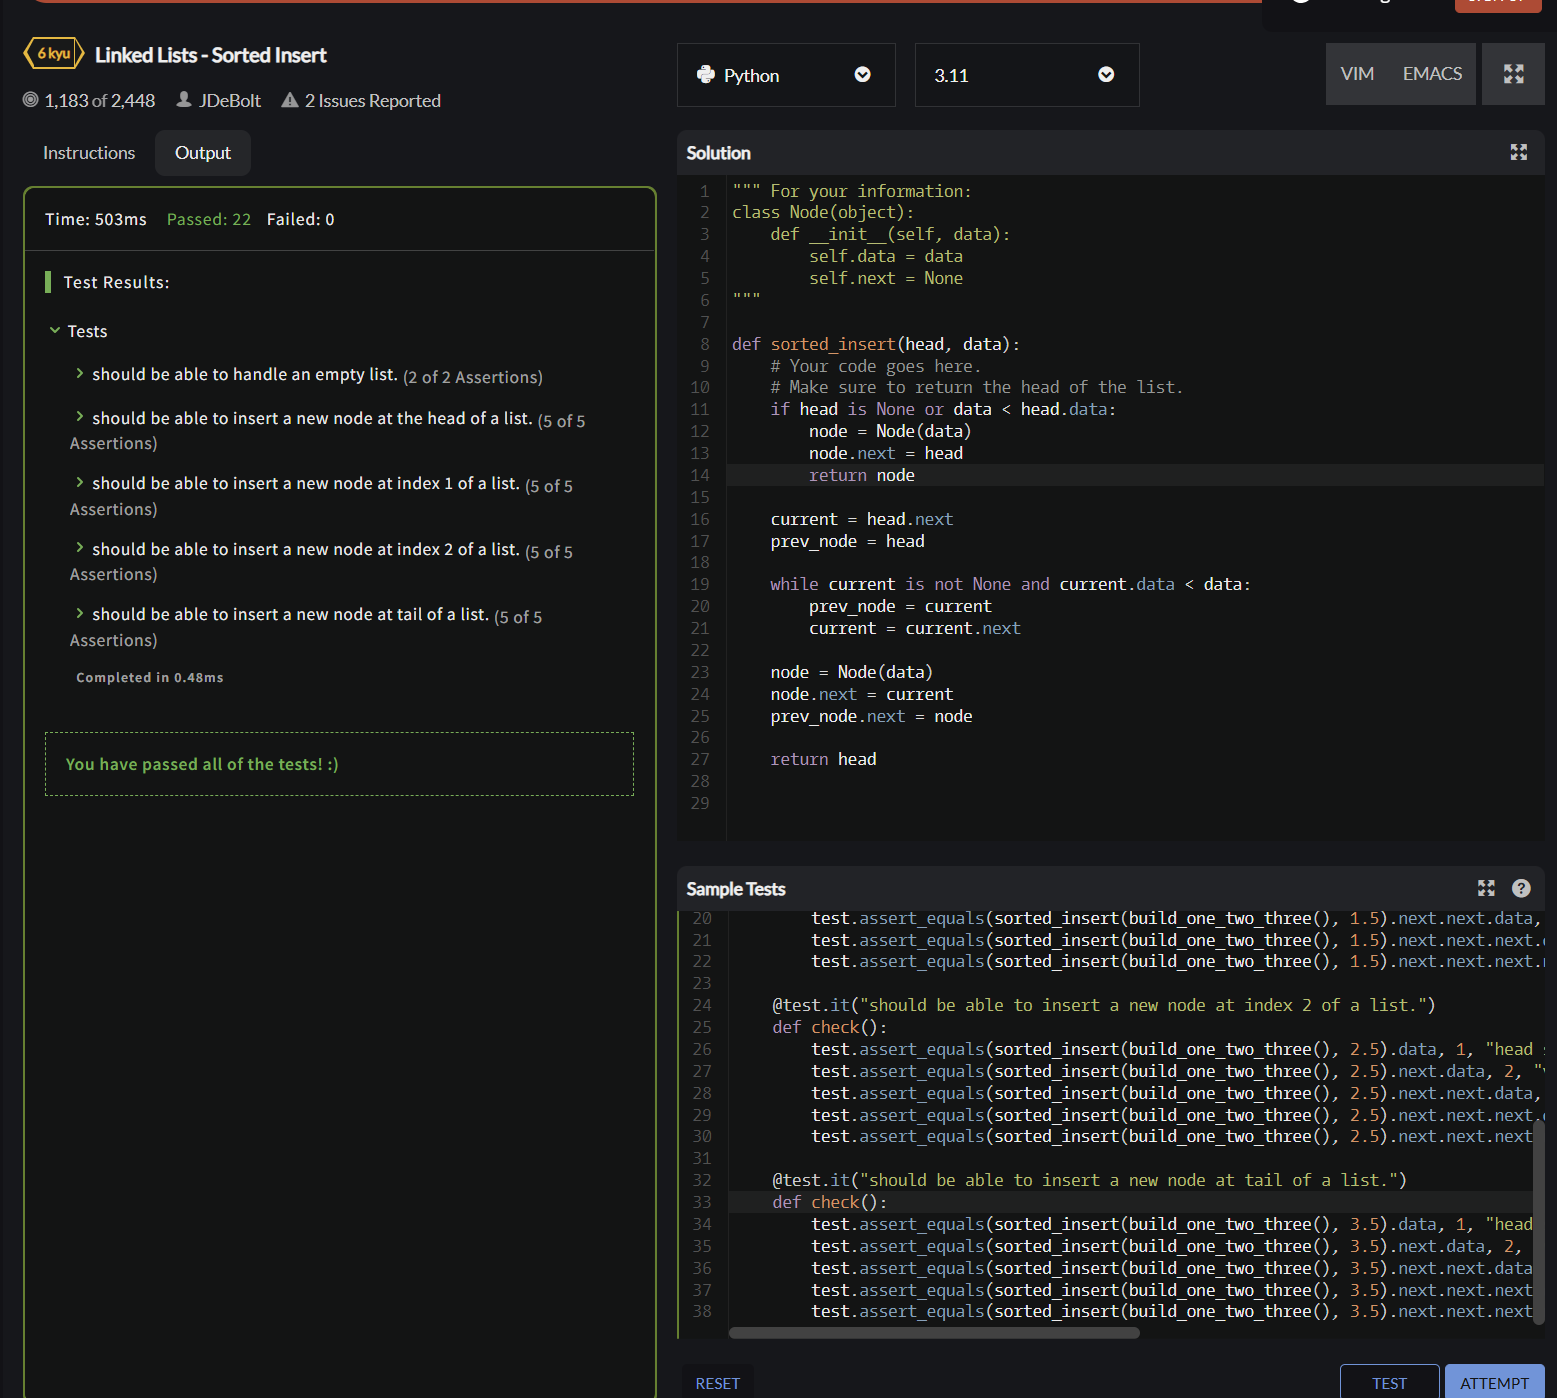 6 kyu Linked Lists - Sorted Insert
1,183 of 2,448 JDeBolt 2 Issues Reported
Python 3.11 VIM EMACS
Instructions Output
Time: 503ms Passed: 22 Failed: 0
Test Results:
Tests
should be able to handle an empty list. (2 of 2 Assertions)
should be able to insert a new node at the head of a list. (5 of 5
Assertions)
should be able to insert a new node at index 1 of a list. (5 of 5
Assertions)
should be able to insert a new node at index 2 of a list. (5 of 5
Assertions)
should be able to insert a new node at tail of a list. (5 of 5
Assertions)
Completed in 0.48ms
You have passed all of the tests! :)
Solution
1 """ For your information:
2 class Node(object):
3     def __init__(self, data):
4         self.data = data
5         self.next = None
6 """
7
8 def sorted_insert(head, data):
9     # Your code goes here.
10     # Make sure to return the head of the list.
11     if head is None or data < head.data:
12         node = Node(data)
13         node.next = head
14         return node
15
16     current = head.next
17     prev_node = head
18
19     while current is not None and current.data < data:
20         prev_node = current
21         current = current.next
22
23     node = Node(data)
24     node.next = current
25     prev_node.next = node
26
27     return head
28
29
Sample Tests
20         test.assert_equals(sorted_insert(build_one_two_three(), 1.5).next.next.data,
21         test.assert_equals(sorted_insert(build_one_two_three(), 1.5).next.next.next.
22         test.assert_equals(sorted_insert(build_one_two_three(), 1.5).next.next.next.
23
24     @test.it("should be able to insert a new node at index 2 of a list.")
25     def check():
26         test.assert_equals(sorted_insert(build_one_two_three(), 2.5).data, 1, "head
27         test.assert_equals(sorted_insert(build_one_two_three(), 2.5).next.data, 2, "
28         test.assert_equals(sorted_insert(build_one_two_three(), 2.5).next.next.data,
29         test.assert_equals(sorted_insert(build_one_two_three(), 2.5).next.next.next.
30         test.assert_equals(sorted_insert(build_one_two_three(), 2.5).next.next.next
31
32     @test.it("should be able to insert a new node at tail of a list.")
33     def check():
34         test.assert_equals(sorted_insert(build_one_two_three(), 3.5).data, 1, "head
35         test.assert_equals(sorted_insert(build_one_two_three(), 3.5).next.data, 2,
36         test.assert_equals(sorted_insert(build_one_two_three(), 3.5).next.next.data
37         test.assert_equals(sorted_insert(build_one_two_three(), 3.5).next.next.next
38         test.assert_equals(sorted_insert(build_one_two_three(), 3.5).next.next.next
RESET TEST ATTEMPT